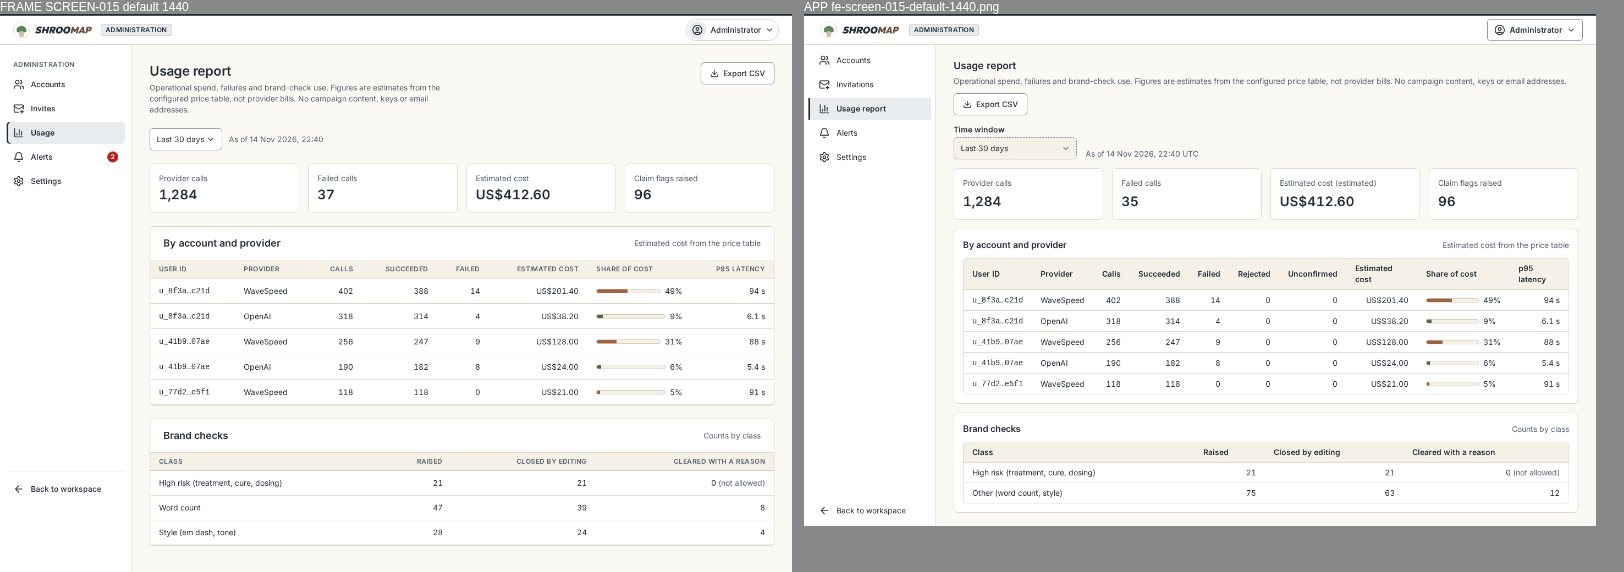 FRAME SCREEN-015 default 1440
SHROOMAP ADMINISTRATION
Administrator
ADMINISTRATION
Accounts
Invites
Usage
Alerts 2
Settings
Back to workspace
Usage report
Export CSV
Operational spend, failures and brand-check use. Figures are estimates from the
configured price table, not provider bills. No campaign content, keys or email
addresses.
Last 30 days As of 14 Nov 2026, 22:40
Provider calls
1,284
Failed calls
37
Estimated cost
US$412.60
Claim flags raised
96
By account and provider Estimated cost from the price table
USER ID PROVIDER CALLS SUCCEEDED FAILED ESTIMATED COST SHARE OF COST P95 LATENCY
u_8f3a…c21d WaveSpeed 402 388 14 US$201.40 49% 94 s
u_8f3a…c21d OpenAI 318 314 4 US$38.20 9% 6.1 s
u_41b9…07ae WaveSpeed 256 247 9 US$128.00 31% 88 s
u_41b9…07ae OpenAI 190 182 8 US$24.00 6% 5.4 s
u_77d2…e5f1 WaveSpeed 118 118 0 US$21.00 5% 91 s
Brand checks Counts by class
CLASS RAISED CLOSED BY EDITING CLEARED WITH A REASON
High risk (treatment, cure, dosing) 21 21 0 (not allowed)
Word count 47 39 8
Style (em dash, tone) 28 24 4
APP fe-screen-015-default-1440.png
SHROOMAP ADMINISTRATION
Administrator
Accounts
Invitations
Usage report
Alerts
Settings
Back to workspace
Usage report
Operational spend, failures and brand-check use. Figures are estimates from the configured price table, not provider bills. No campaign content, keys or email addresses.
Export CSV
Time window
Last 30 days As of 14 Nov 2026, 22:40 UTC
Provider calls
1,284
Failed calls
35
Estimated cost (estimated)
US$412.60
Claim flags raised
96
By account and provider Estimated cost from the price table
User ID Provider Calls Succeeded Failed Rejected Unconfirmed Estimated cost Share of cost p95 latency
u_8f3a…c21d WaveSpeed 402 388 14 0 0 US$201.40 49% 94 s
u_8f3a…c21d OpenAI 318 314 4 0 0 US$38.20 9% 6.1 s
u_41b9…07ae WaveSpeed 256 247 9 0 0 US$128.00 31% 88 s
u_41b9…07ae OpenAI 190 182 8 0 0 US$24.00 6% 5.4 s
u_77d2…e5f1 WaveSpeed 118 118 0 0 0 US$21.00 5% 91 s
Brand checks Counts by class
Class Raised Closed by editing Cleared with a reason
High risk (treatment, cure, dosing) 21 21 0 (not allowed)
Other (word count, style) 75 63 12